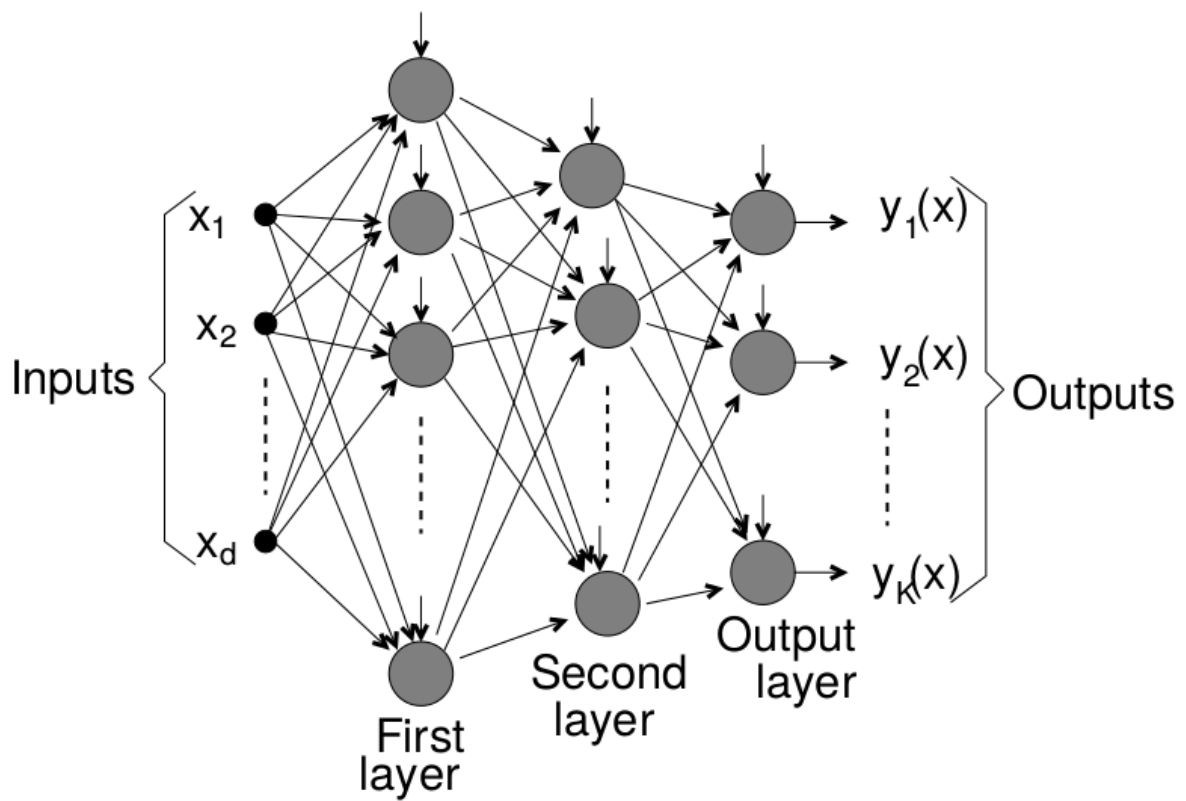 Inputs
x1
x2
xd
First
layer
Second
layer
Output
layer
y1(x)
y2(x)
yK(x)
Outputs